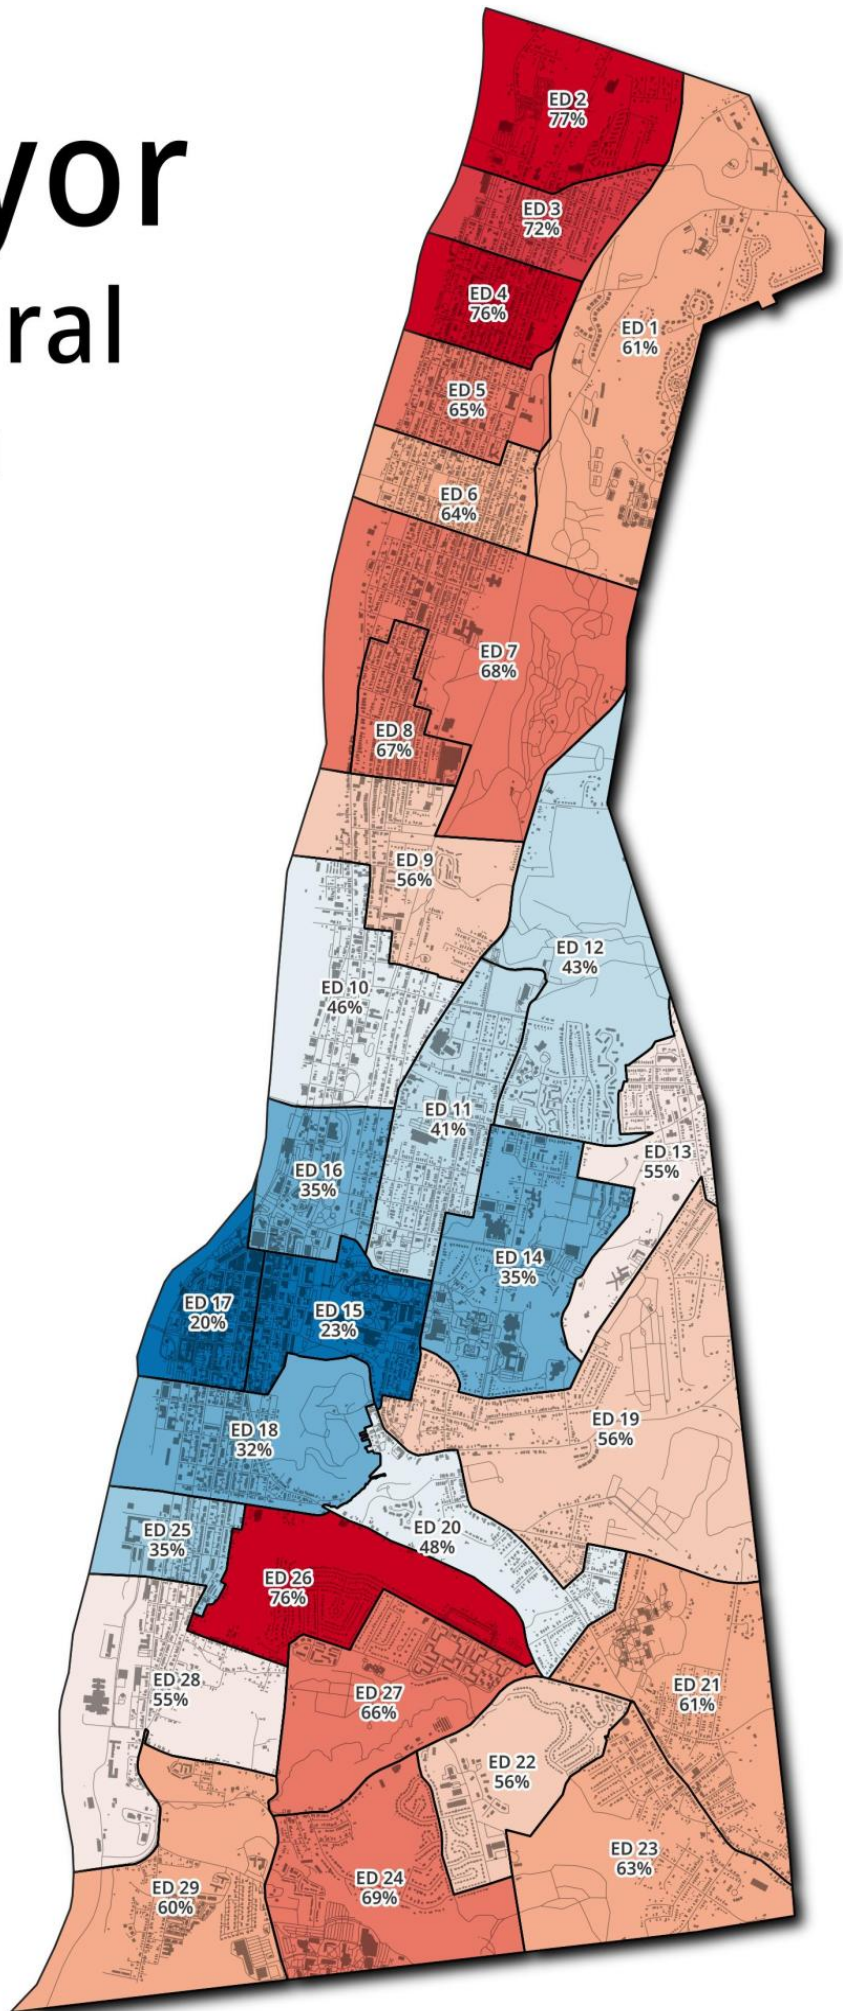 yor
ral
ED 2
77%
ED 3
72%
ED 4
76%
ED 1
61%
ED 5
65%
ED 6
64%
ED 7
68%
ED 8
67%
ED 9
56%
ED 12
43%
ED 10
46%
ED 11
41%
ED 13
55%
ED 16
35%
ED 14
35%
ED 17
20%
ED 15
23%
ED 18
32%
ED 19
56%
ED 25
35%
ED 20
48%
ED 26
76%
ED 28
55%
ED 27
66%
ED 21
61%
ED 22
56%
ED 23
63%
ED 24
69%
ED 29
60%